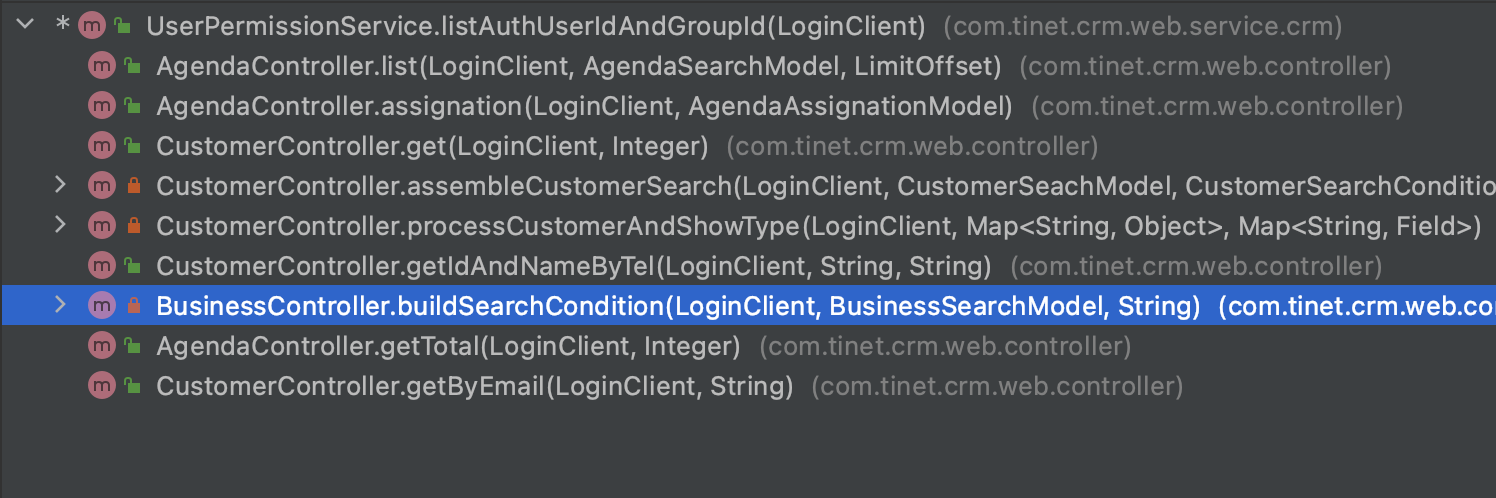 * m UserPermissionService.listAuthUserIdAndGroupId(LoginClient) (com.tinet.crm.web.service.crm)
m AgendaController.list(LoginClient, AgendaSearchModel, LimitOffset) (com.tinet.crm.web.controller)
m AgendaController.assignation(LoginClient, AgendaAssignationModel) (com.tinet.crm.web.controller)
m CustomerController.get(LoginClient, Integer) (com.tinet.crm.web.controller)
m CustomerController.assembleCustomerSearch(LoginClient, CustomerSeachModel, CustomerSearchConditio
m CustomerController.processCustomerAndShowType(LoginClient, Map<String, Object>, Map<String, Field>)
m CustomerController.getIdAndNameByTel(LoginClient, String, String) (com.tinet.crm.web.controller)
m BusinessController.buildSearchCondition(LoginClient, BusinessSearchModel, String) (com.tinet.crm.web.co
m AgendaController.getTotal(LoginClient, Integer) (com.tinet.crm.web.controller)
m CustomerController.getByEmail(LoginClient, String) (com.tinet.crm.web.controller)